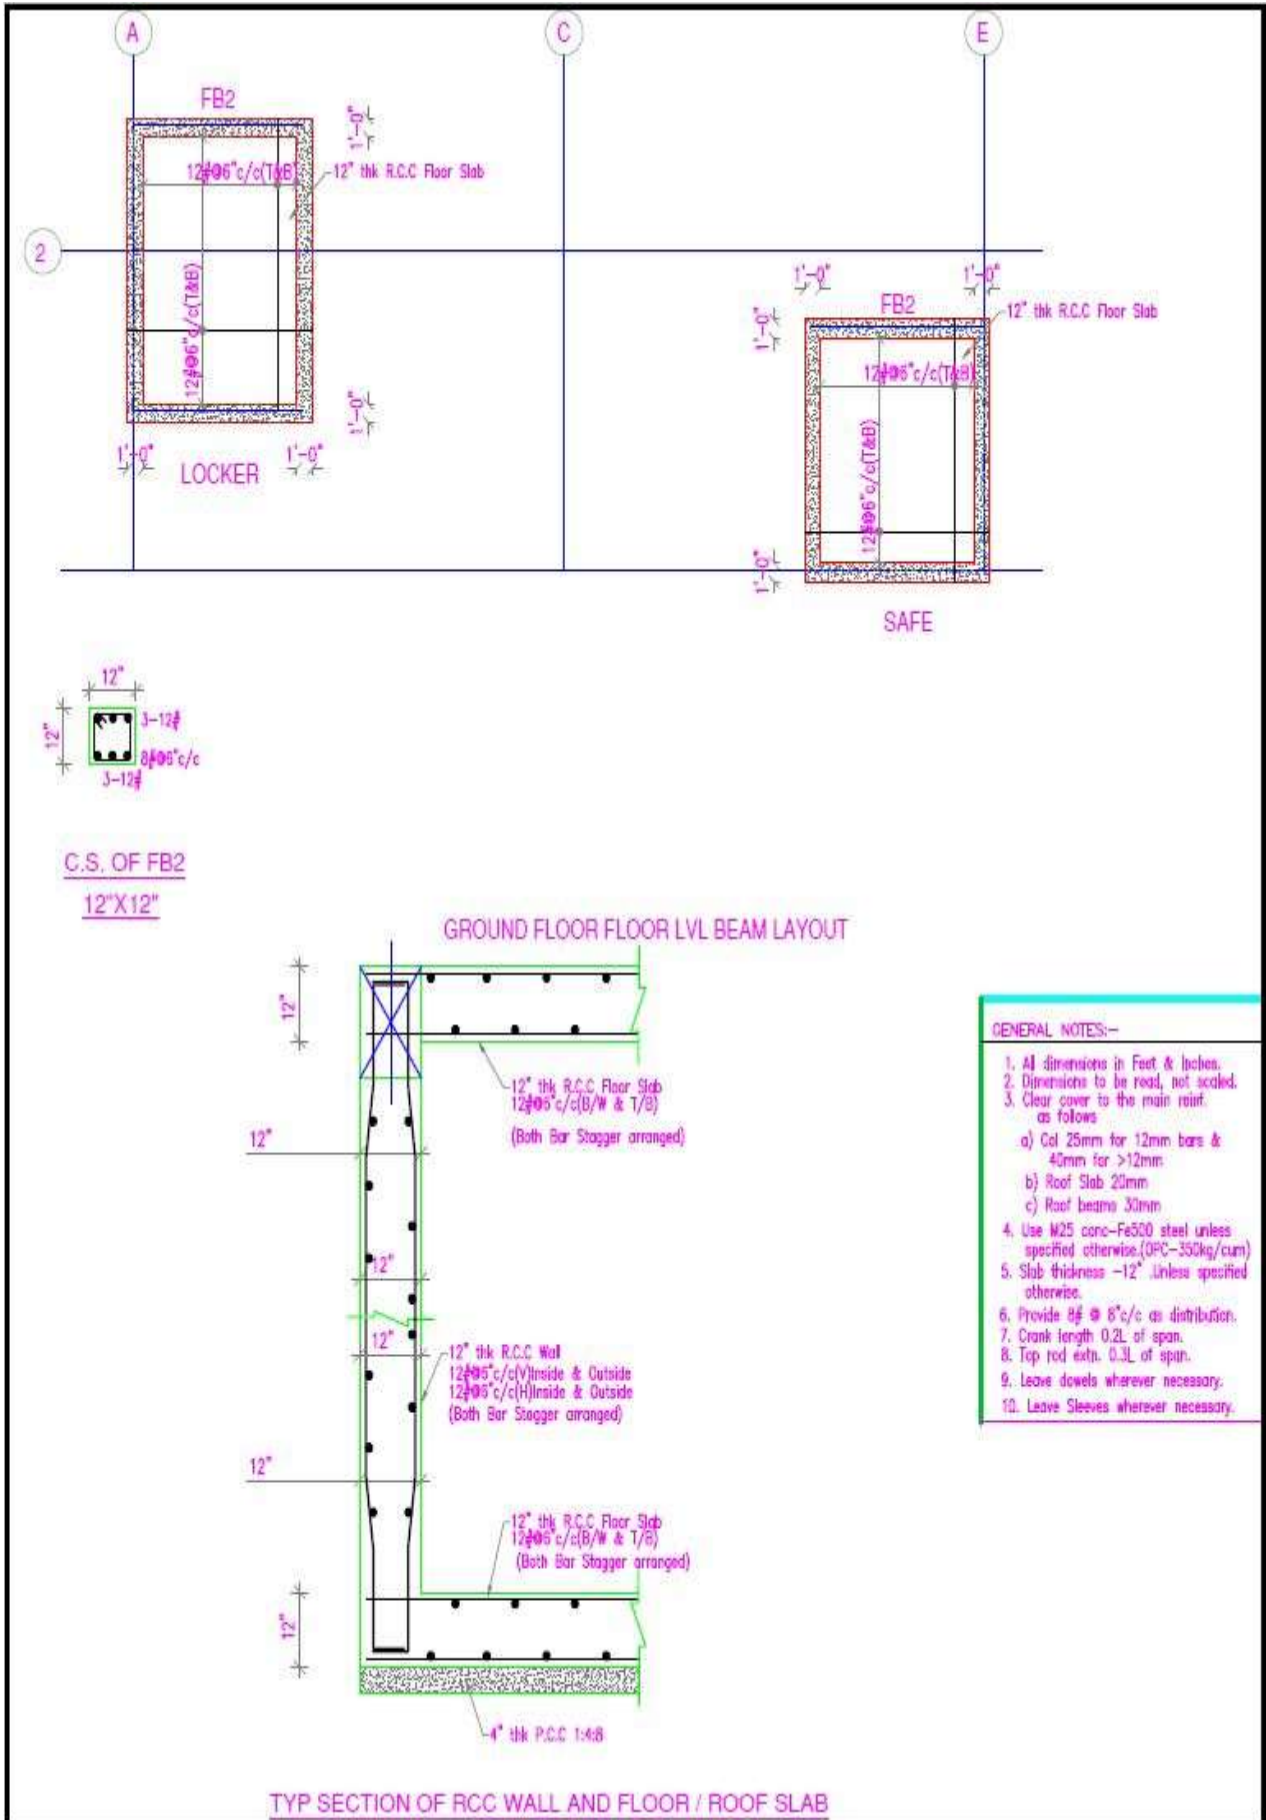 A
C
E
FB2
1'-0"
12#@6"c/c(T&B)
12" thk R.C.C Floor Slab
2
12#@6"c/c(T&B)
1'-0"
1'-0"
1'-0"
LOCKER
1'-0"
1'-0"
FB2
12" thk R.C.C Floor Slab
1'-0"
12#@6"c/c(T&B)
12#@6"c/c(T&B)
1'-0"
SAFE
12"
12"
3-12#
8#@6"c/c
3-12#
C.S. OF FB2
12"X12"
GROUND FLOOR FLOOR LVL BEAM LAYOUT
12"
12" thk R.C.C Floor Slab
12#@6"c/c(B/W & T/B)
(Both Bar Stagger arranged)
12"
12"
12"
12" thk R.C.C Wall
12#@6"c/c(V)Inside & Outside
12#@6"c/c(H)Inside & Outside
(Both Bar Stagger arranged)
12"
12" thk R.C.C Floor Slab
12#@6"c/c(B/W & T/B)
(Both Bar Stagger arranged)
12"
4" thk P.C.C 1:4:8
TYP SECTION OF RCC WALL AND FLOOR / ROOF SLAB
GENERAL NOTES:-
1. All dimensions in Feet & Inches.
2. Dimensions to be read, not scaled.
3. Clear cover to the main reinf.
as follows
a) Col 25mm for 12mm bars &
40mm for >12mm
b) Roof Slab 20mm
c) Roof beams 30mm
4. Use M25 conc-Fe500 steel unless
specified otherwise.(OPC-350kg/cum)
5. Slab thickness -12" .Unless specified
otherwise.
6. Provide 8# @ 8"c/c as distribution.
7. Crank length 0.2L of span.
8. Top rod extn. 0.3L of span.
9. Leave dowels wherever necessary.
10. Leave Sleeves wherever necessary.